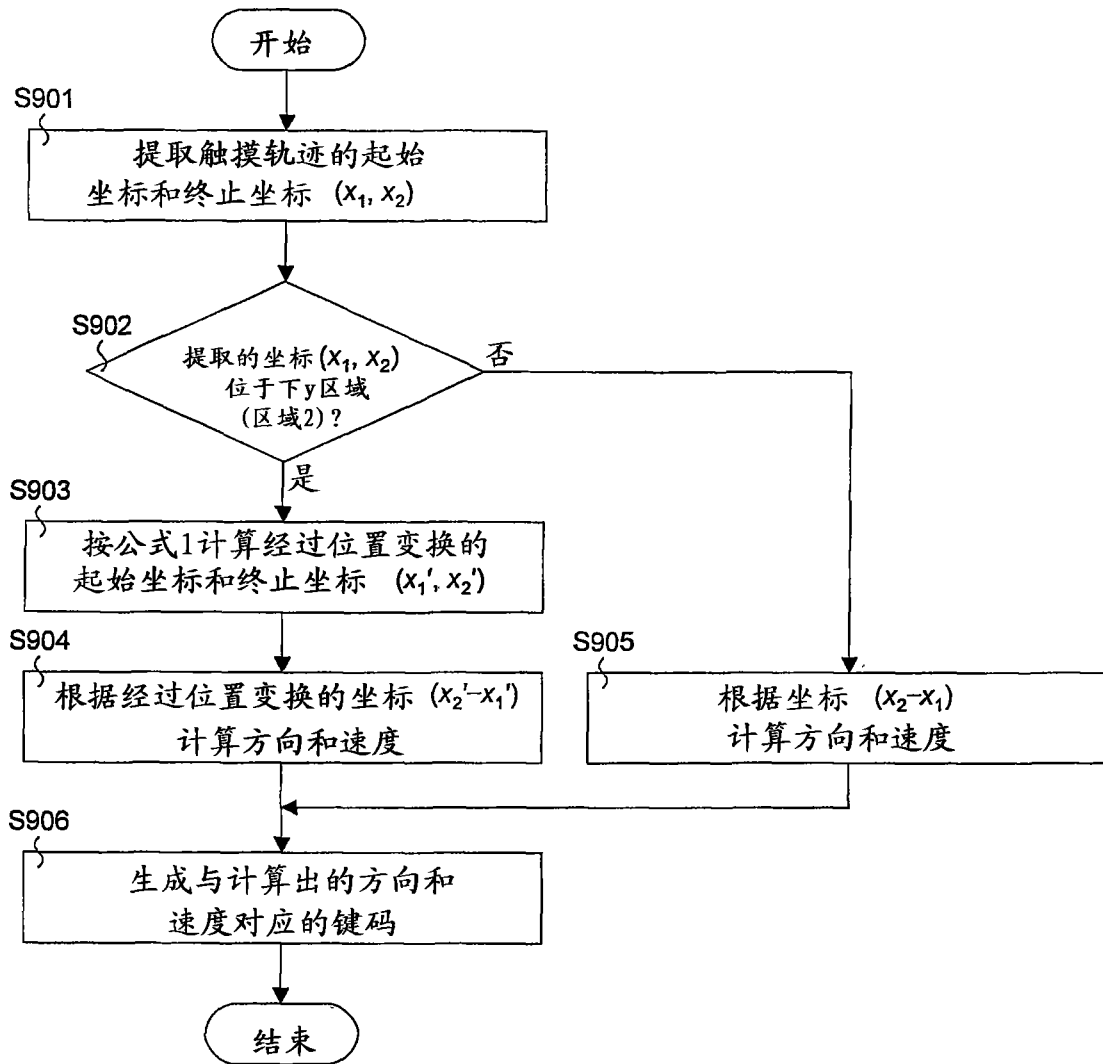 开始
S901
提取触摸轨迹的起始
坐标和终止坐标 (x₁, x₂)
S902
提取的坐标(x₁, x₂)
位于下y区域
(区域2)?
否
是
S903
按公式1计算经过位置变换的
起始坐标和终止坐标 (x₁', x₂')
S904
根据经过位置变换的坐标 (x₂'–x₁')
计算方向和速度
S905
根据坐标 (x₂–x₁)
计算方向和速度
S906
生成与计算出的方向和
速度对应的键码
结束